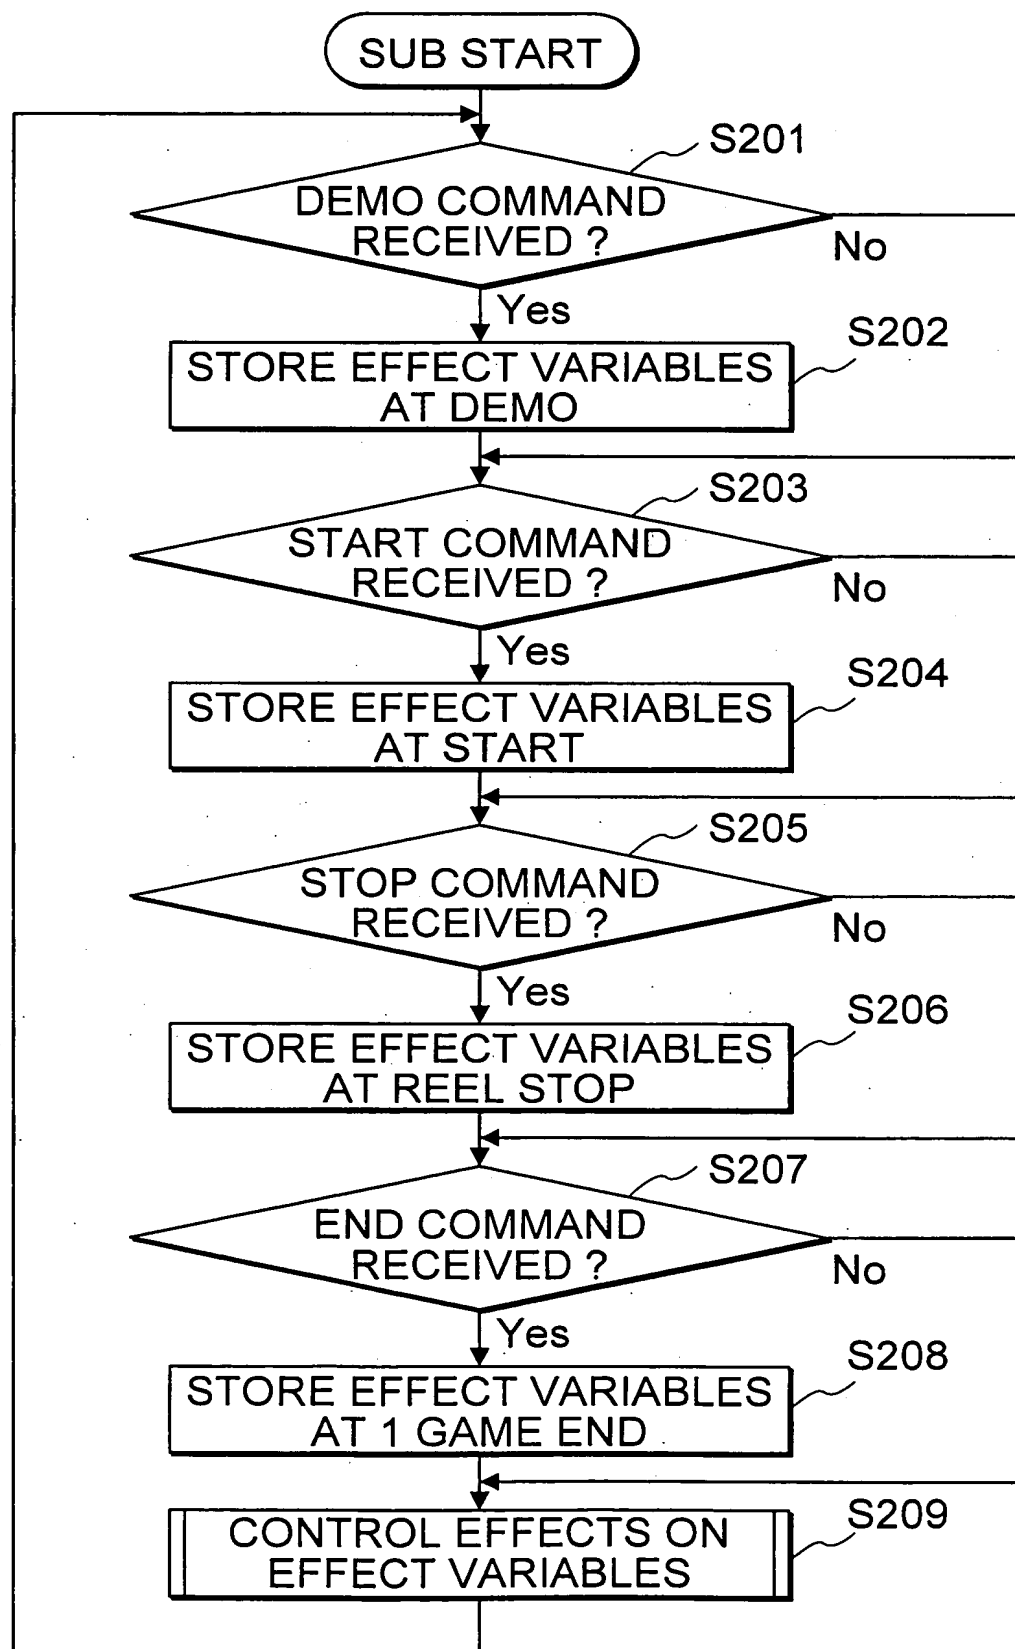 SUB START
S201
DEMO COMMAND
RECEIVED ?
No
Yes
S202
STORE EFFECT VARIABLES
AT DEMO
S203
START COMMAND
RECEIVED ?
No
Yes
S204
STORE EFFECT VARIABLES
AT START
S205
STOP COMMAND
RECEIVED ?
No
Yes
S206
STORE EFFECT VARIABLES
AT REEL STOP
S207
END COMMAND
RECEIVED ?
No
Yes
S208
STORE EFFECT VARIABLES
AT 1 GAME END
S209
CONTROL EFFECTS ON
EFFECT VARIABLES